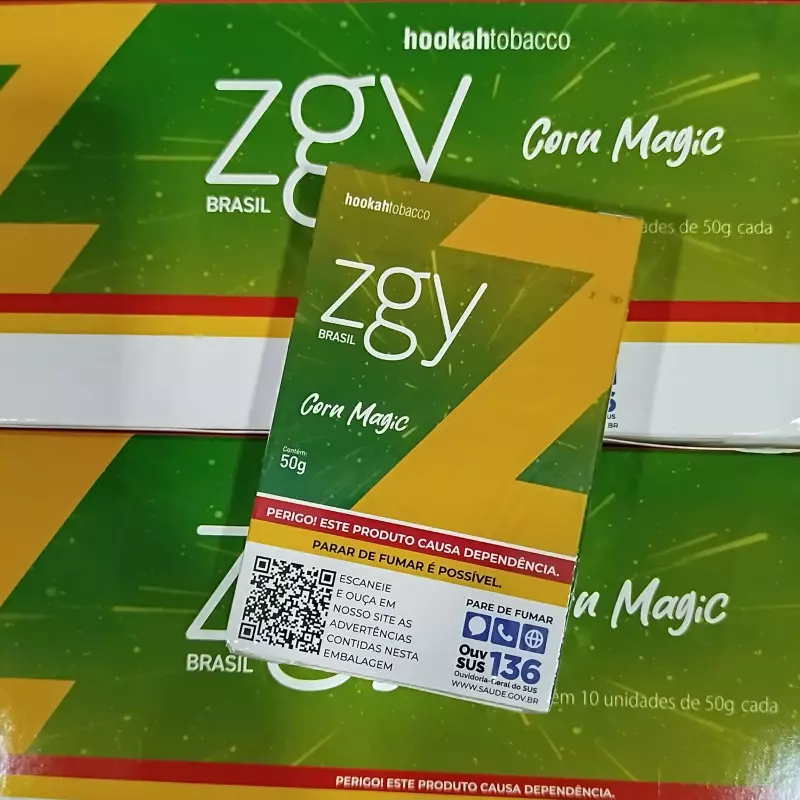 hookahtobacco
zgy
BRASIL
Corn Magic
ades de 50g cada
hookahtobacco
zgy
BRASIL
Corn Magic
Contém:
50g
PERIGO! ESTE PRODUTO CAUSA DEPENDÊNCIA.
PARAR DE FUMAR É POSSÍVEL.
ESCANEIE
E OUÇA EM
NOSSO SITE AS
ADVERTÊNCIAS
CONTIDAS NESTA
EMBALAGEM
PARE DE FUMAR
Ouv
SUS 136
Ouvidoria-Geral do SUS
WWW.SAUDE.GOV.BR
BRASIL
n Magic
ém 10 unidades de 50g cada
PERIGO! ESTE PRODUTO CAUSA DEPENDÊNCIA.